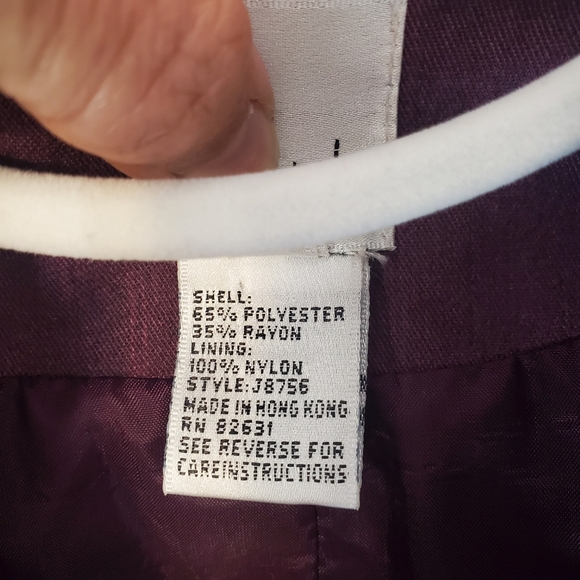 SHELL:
65% POLYESTER
35% RAYON
LINING:
100% NYLON
STYLE: J8756
MADE IN HONG KONG
RN 82631
SEE REVERSE FOR
CAREINSTRUCTIONS